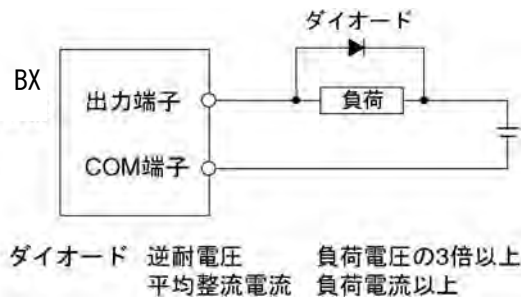 ダイオード
BX
出力端子
負荷
COM端子
ダイオード 逆耐電圧 負荷電圧の3倍以上
平均整流電流 負荷電流以上